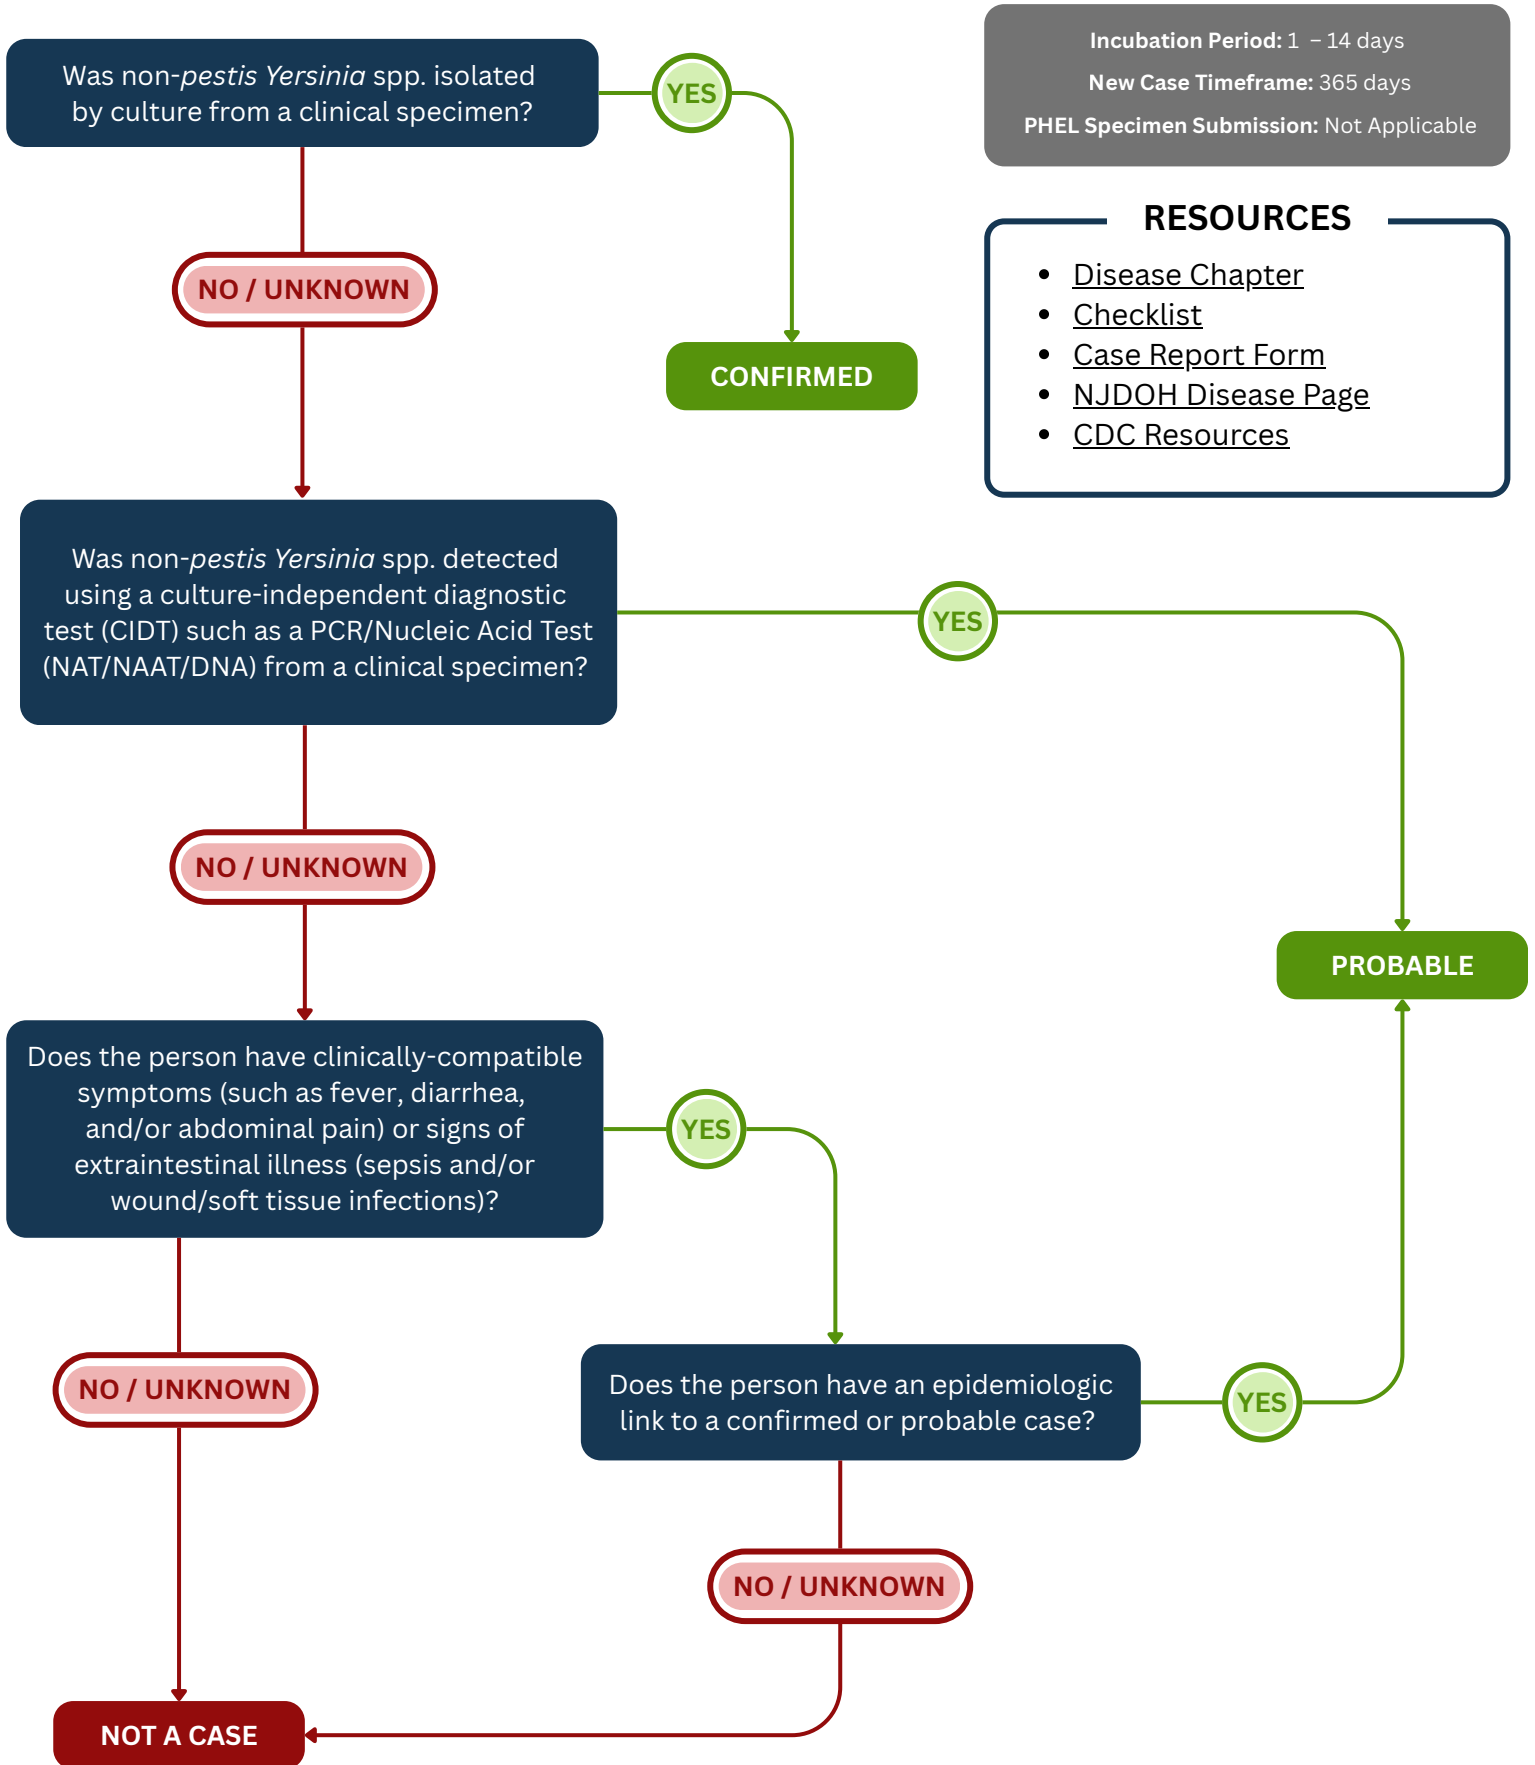 Was non-pestis Yersinia spp. isolated
by culture from a clinical specimen?
YES
Incubation Period: 1 – 14 days
New Case Timeframe: 365 days
PHEL Specimen Submission: Not Applicable
RESOURCES
• Disease Chapter
• Checklist
• Case Report Form
• NJDOH Disease Page
• CDC Resources
NO / UNKNOWN
CONFIRMED
Was non-pestis Yersinia spp. detected
using a culture-independent diagnostic
test (CIDT) such as a PCR/Nucleic Acid Test
(NAT/NAAT/DNA) from a clinical specimen?
YES
NO / UNKNOWN
PROBABLE
Does the person have clinically-compatible
symptoms (such as fever, diarrhea,
and/or abdominal pain) or signs of
extraintestinal illness (sepsis and/or
wound/soft tissue infections)?
YES
NO / UNKNOWN
Does the person have an epidemiologic
link to a confirmed or probable case?
YES
NO / UNKNOWN
NOT A CASE